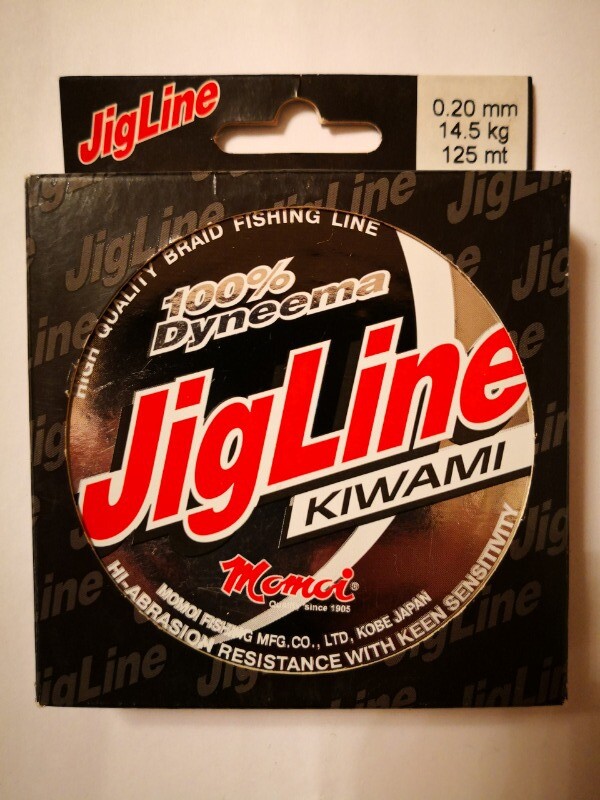 JigLine
0.20 mm
14.5 kg
125 mt
HIGH QUALITY BRAID FISHING LINE
100%
Dyneema
JigLine
KIWAMI
Momoi®
Quality since 1905
MOMOI FISHING MFG.CO., LTD, KOBE JAPAN
HI-ABRASION RESISTANCE WITH KEEN SENSITIVITY